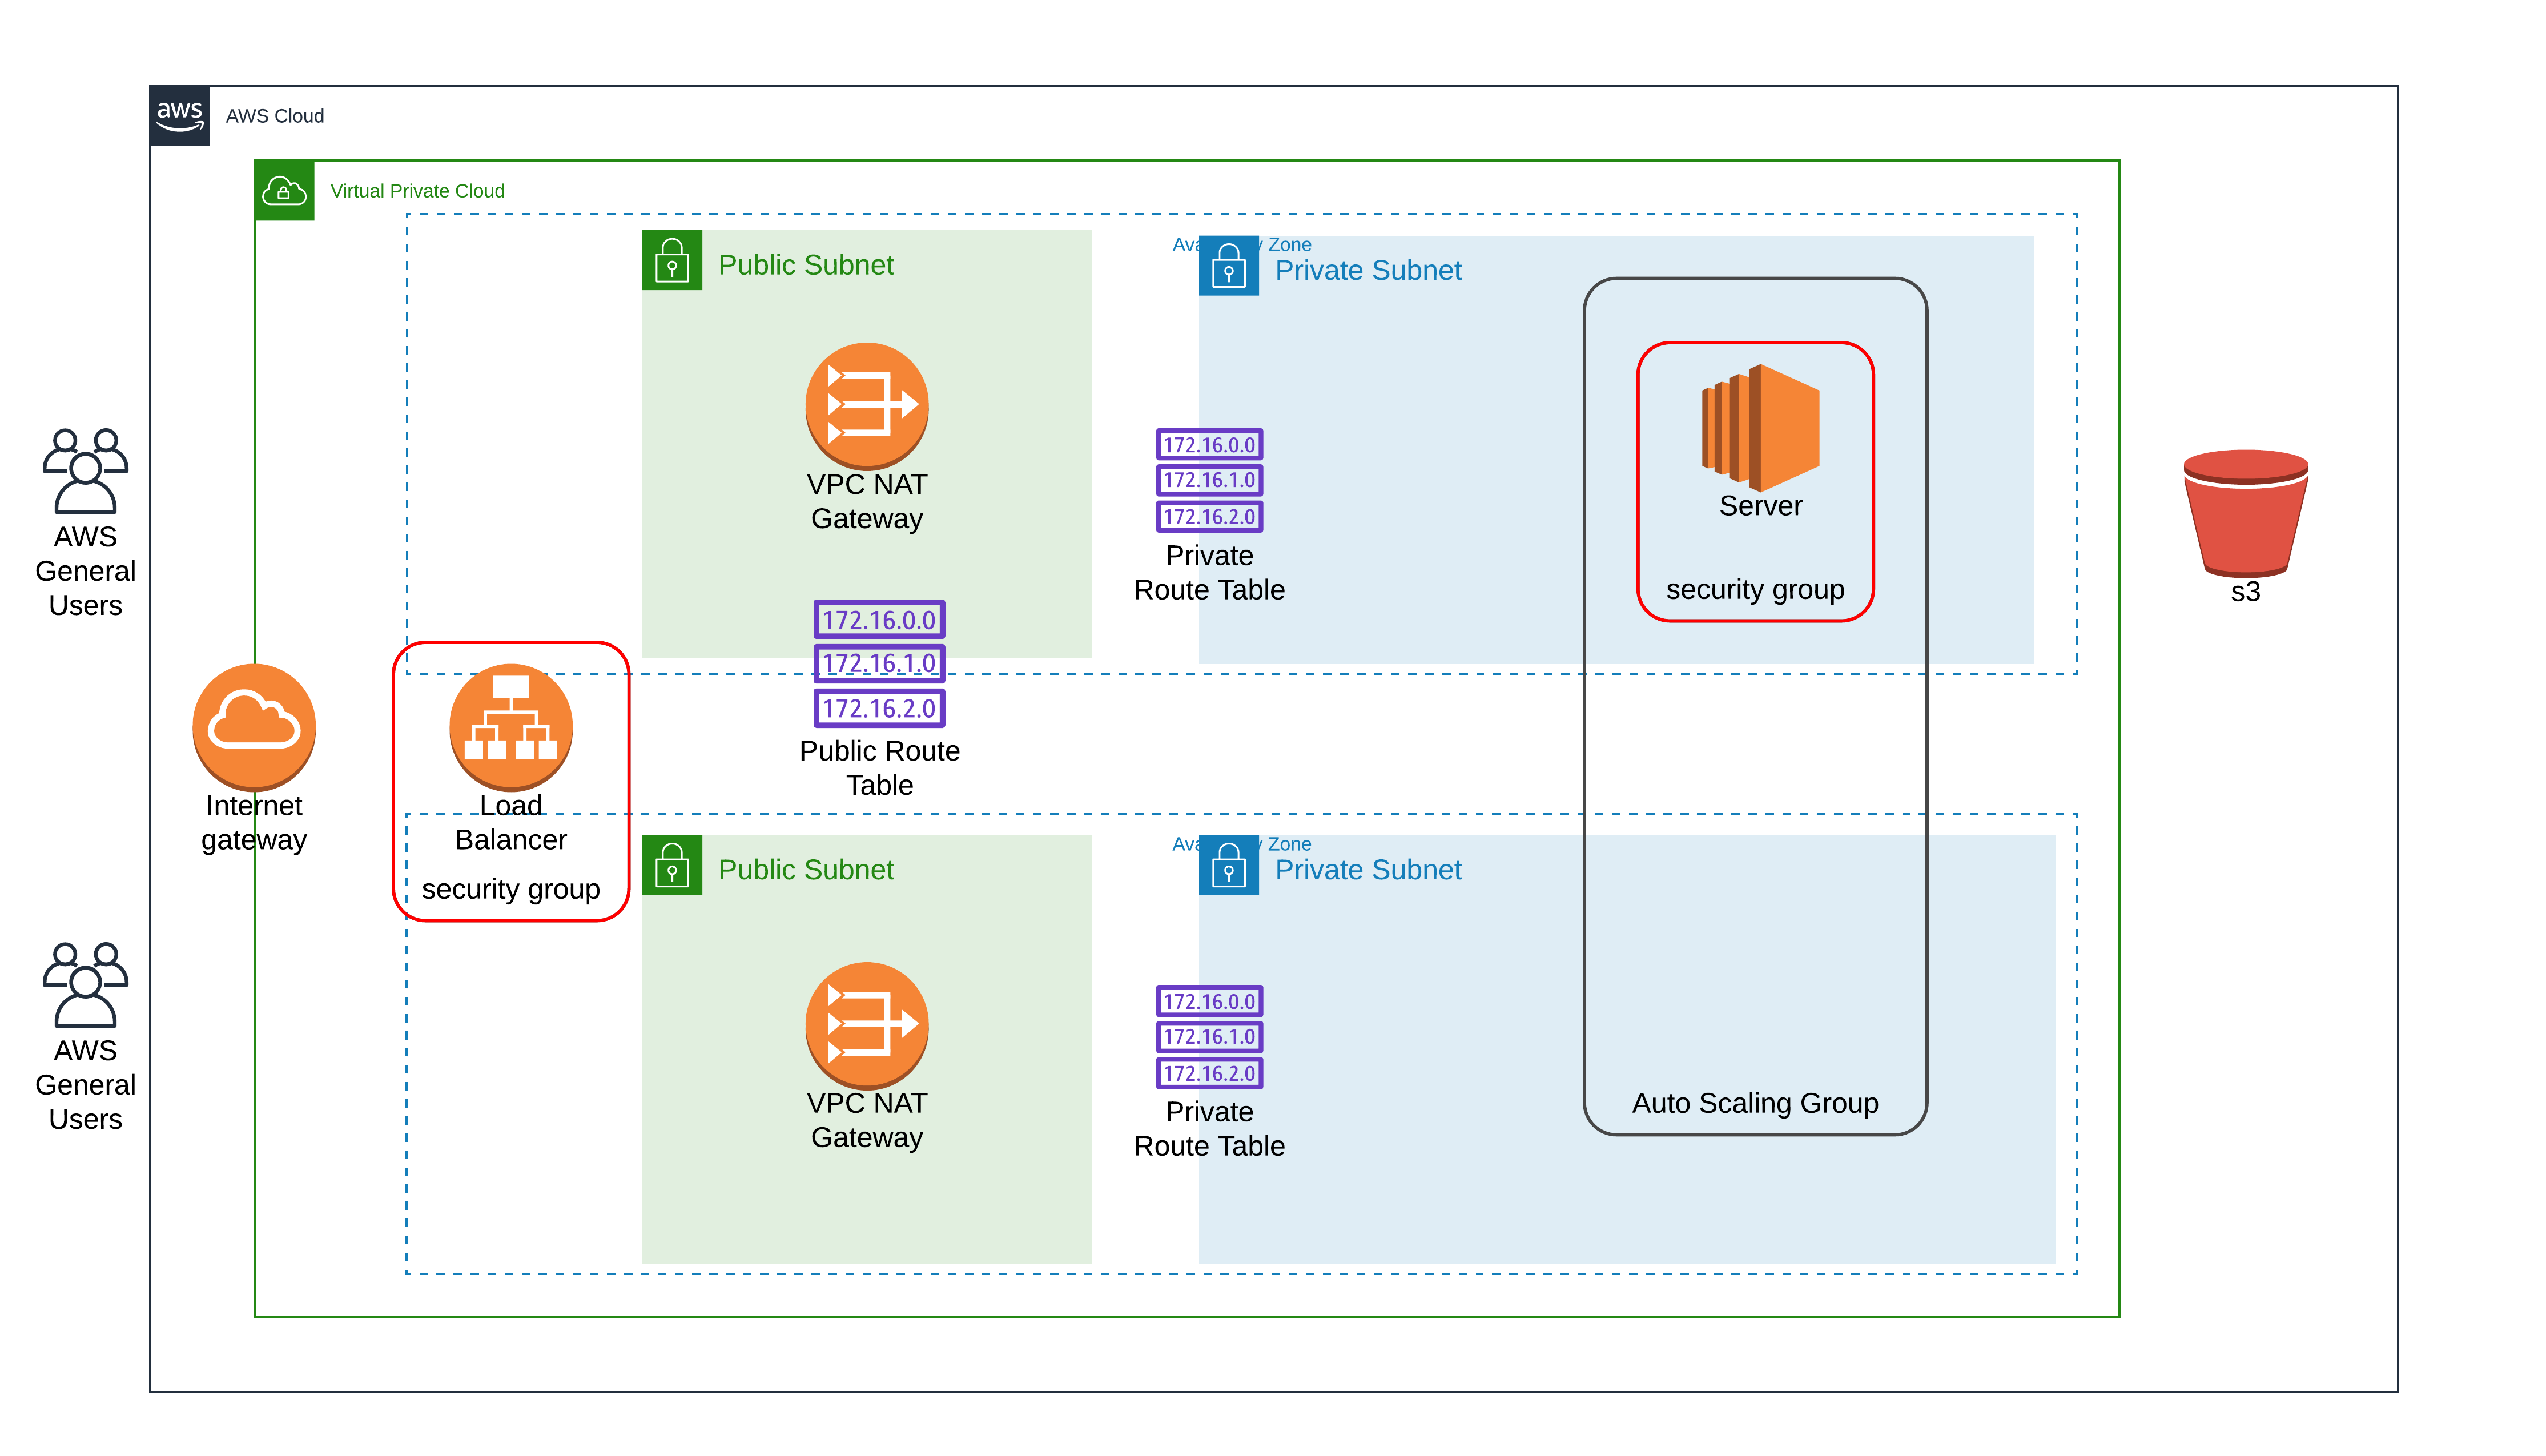 aws
AWS Cloud
Virtual Private Cloud
Public Subnet
Zone
Private Subnet
VPC NAT
Gateway
172.16.0.0
172.16.1.0
172.16.2.0
Private
Route Table
Server
security group
s3
AWS
General
Users
172.16.0.0
172.16.1.0
172.16.2.0
Public Route
Table
Internet
gateway
Load
Balancer
security group
Public Subnet
Zone
Private Subnet
AWS
General
Users
VPC NAT
Gateway
172.16.0.0
172.16.1.0
172.16.2.0
Private
Route Table
Auto Scaling Group